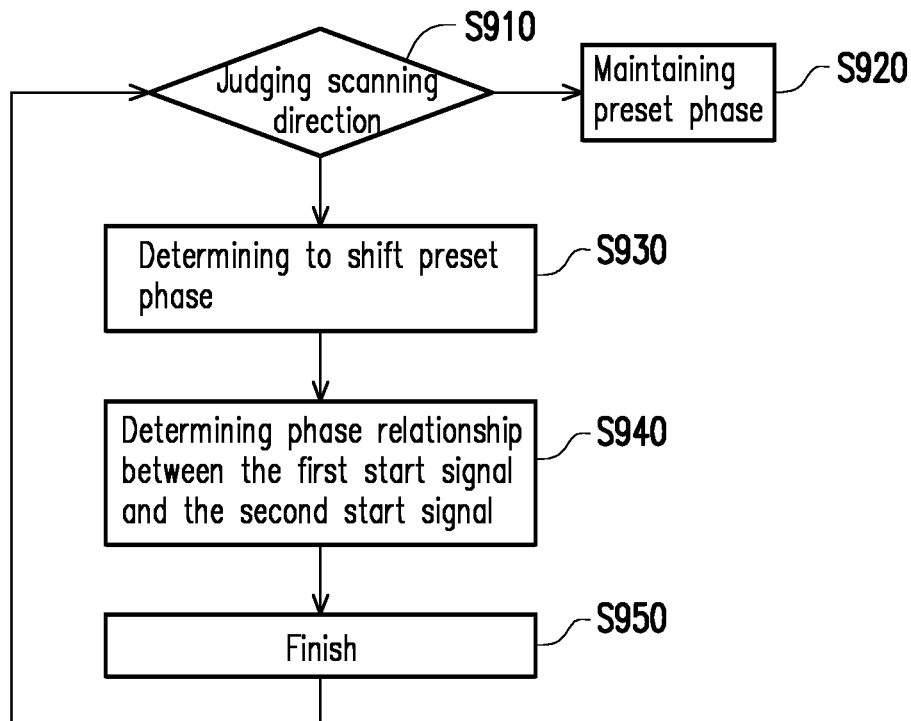 S910
Judging scanning
direction
Maintaining
preset phase
S920
Determining to shift preset
phase
S930
Determining phase relationship
between the first start signal
and the second start signal
S940
Finish
S950